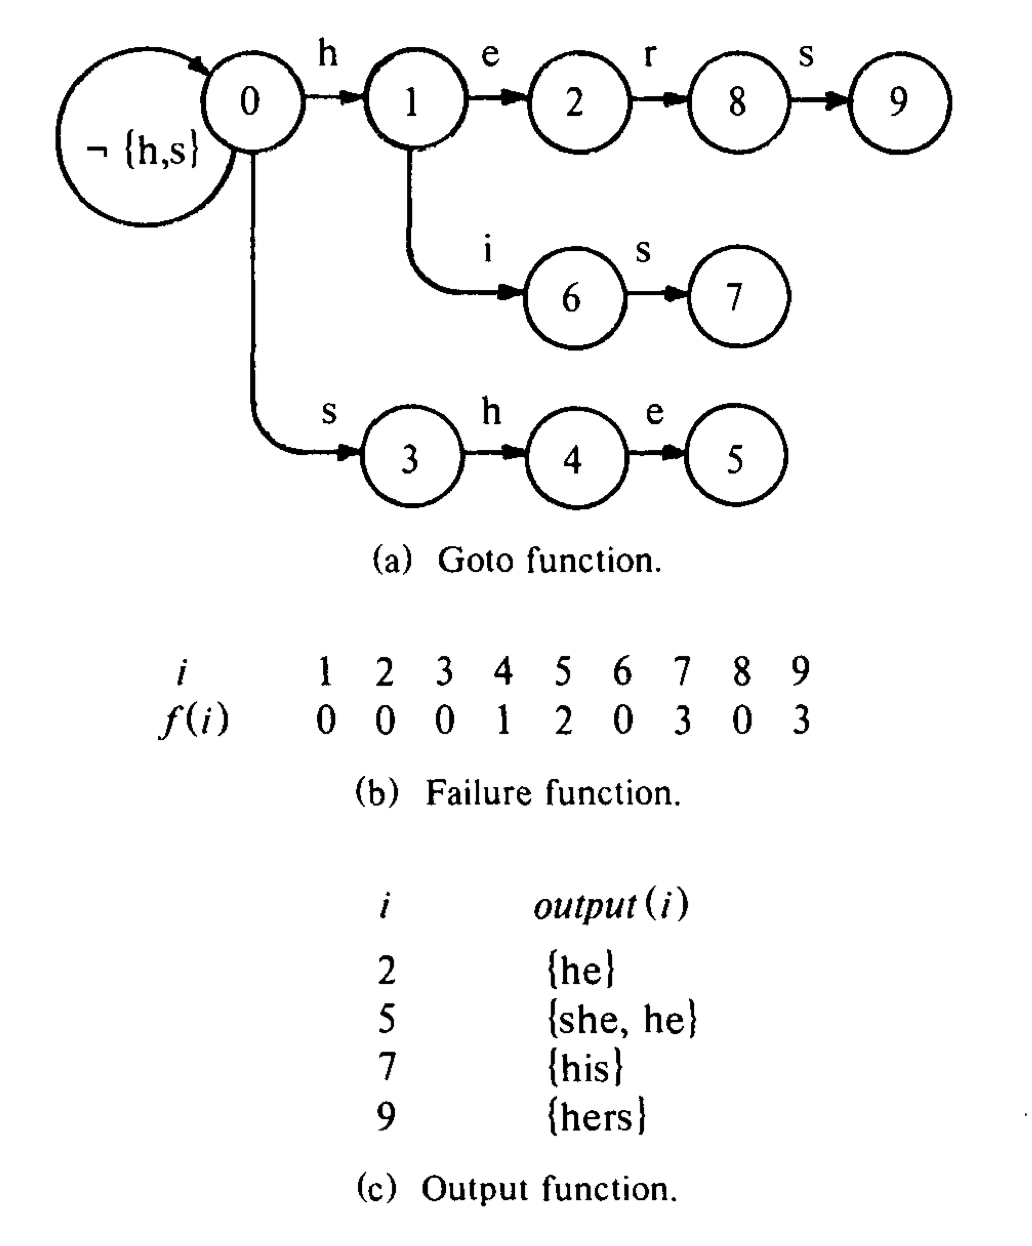 h e r s
0 1 2 8 9
¬ {h,s}
i s
6 7
s h e
3 4 5
(a) Goto function.
i 1 2 3 4 5 6 7 8 9
f(i) 0 0 0 1 2 0 3 0 3
(b) Failure function.
i output(i)
2 {he}
5 {she, he}
7 {his}
9 {hers}
(c) Output function.